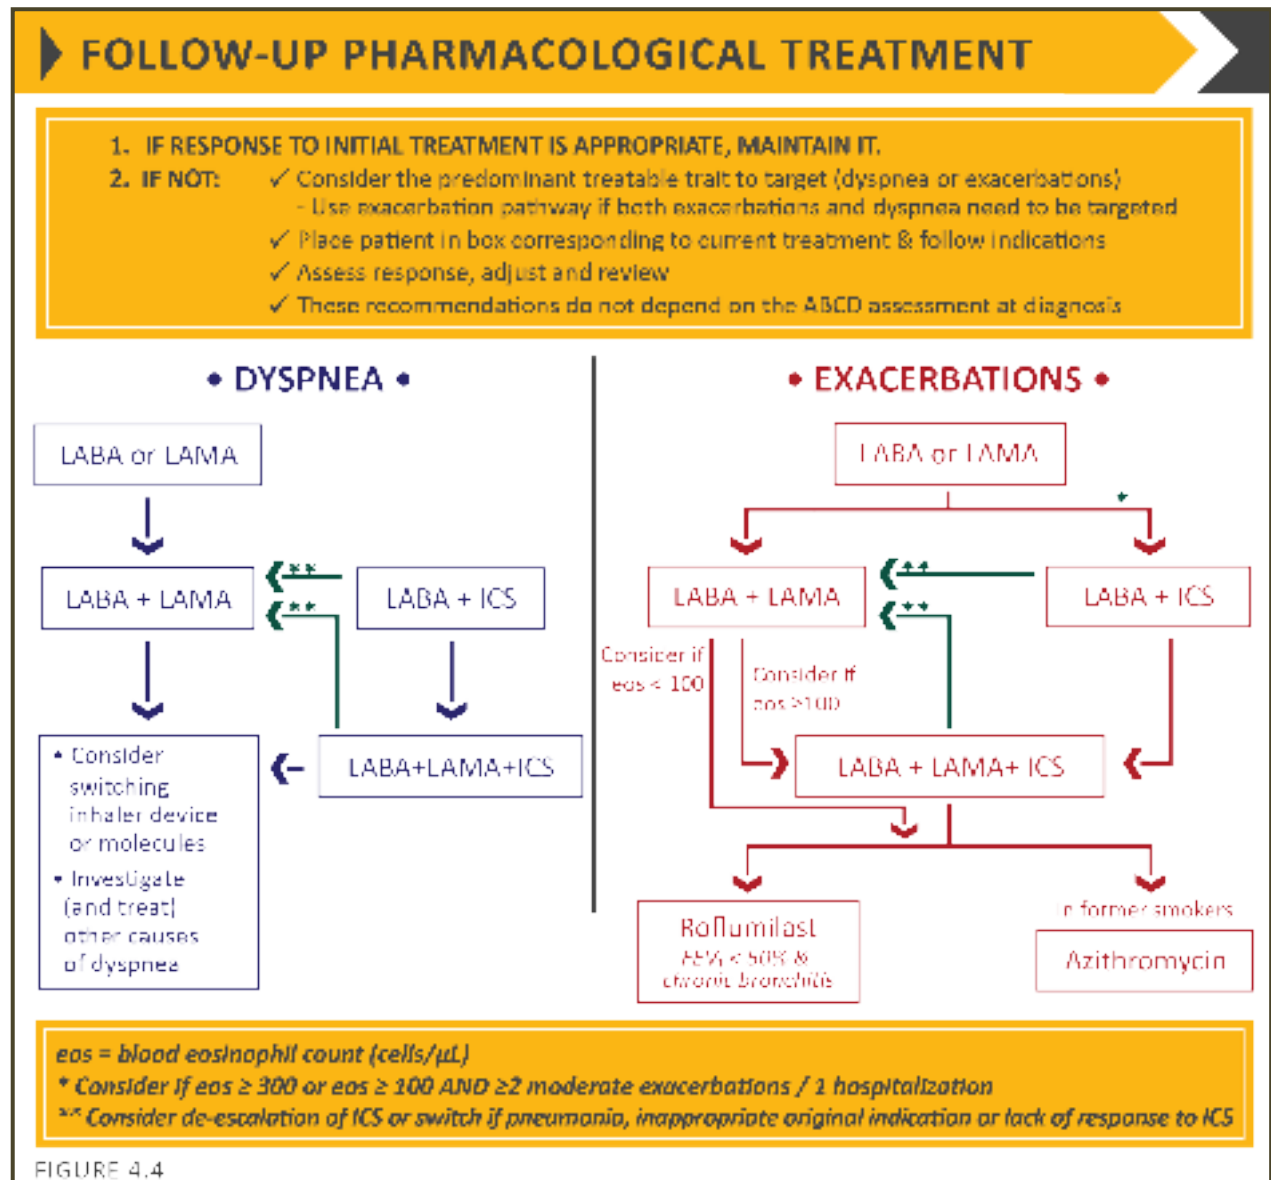 FOLLOW-UP PHARMACOLOGICAL TREATMENT
1. IF RESPONSE TO INITIAL TREATMENT IS APPROPRIATE, MAINTAIN IT.
2. IF NOT: ✓ Consider the predominant treatable trait to target (dyspnea or exacerbations)
- Use exacerbation pathway if both exacerbations and dyspnea need to be targeted
✓ Place patient in box corresponding to current treatment & follow indications
✓ Assess response, adjust and review
✓ These recommendations do not depend on the ABCD assessment at diagnosis
• DYSPNEA •
LABA or LAMA
LABA + LAMA
**
**
LABA + ICS
• Consider
switching
inhaler device
or molecules
• Investigate
(and treat)
other causes
of dyspnea
LABA+LAMA+ICS
• EXACERBATIONS •
LABA or LAMA
*
LABA + LAMA
**
**
LABA + ICS
Consider if
eos < 100
Consider if
eos ≥100
LABA + LAMA+ ICS
Roflumilast
FEV₁ < 50% &
chronic bronchitis
In former smokers
Azithromycin
eos = blood eosinophil count (cells/µL)
* Consider if eos ≥ 300 or eos ≥ 100 AND ≥2 moderate exacerbations / 1 hospitalization
** Consider de-escalation of ICS or switch if pneumonia, inappropriate original indication or lack of response to ICS
FIGURE 4.4